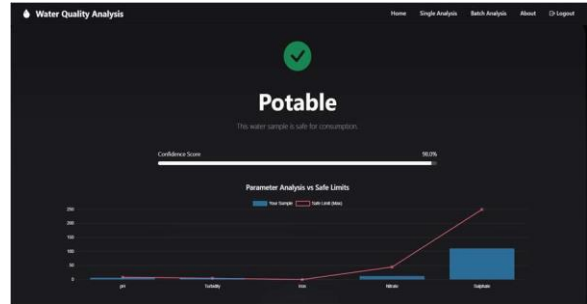 Water Quality Analysis
Home Single Analysis Batch Analysis About Logout
Potable
This water sample is safe for consumption.
Confidence Score 98.0%
Parameter Analysis vs Safe Limits
Your Sample Safe Limit (Max)
250
200
150
100
50
0
pH Turbidity Iron Nitrate Sulphate